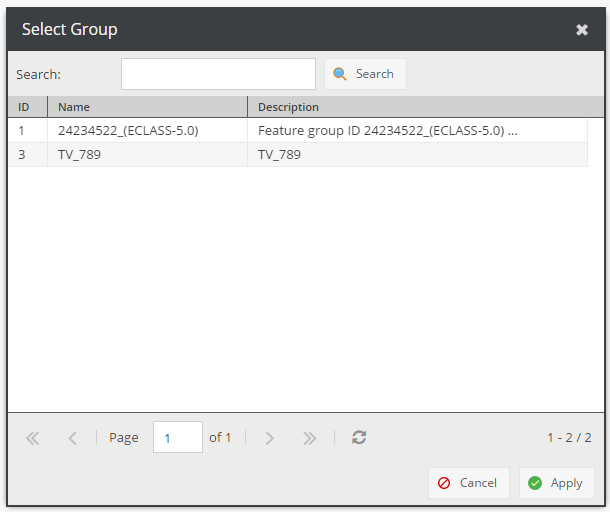 Select Group
Search: Search
ID Name Description
1 24234522_(ECLASS-5.0) Feature group ID 24234522_(ECLASS-5.0) ...
3 TV_789 TV_789
Page 1 of 1 1 - 2 / 2
Cancel Apply